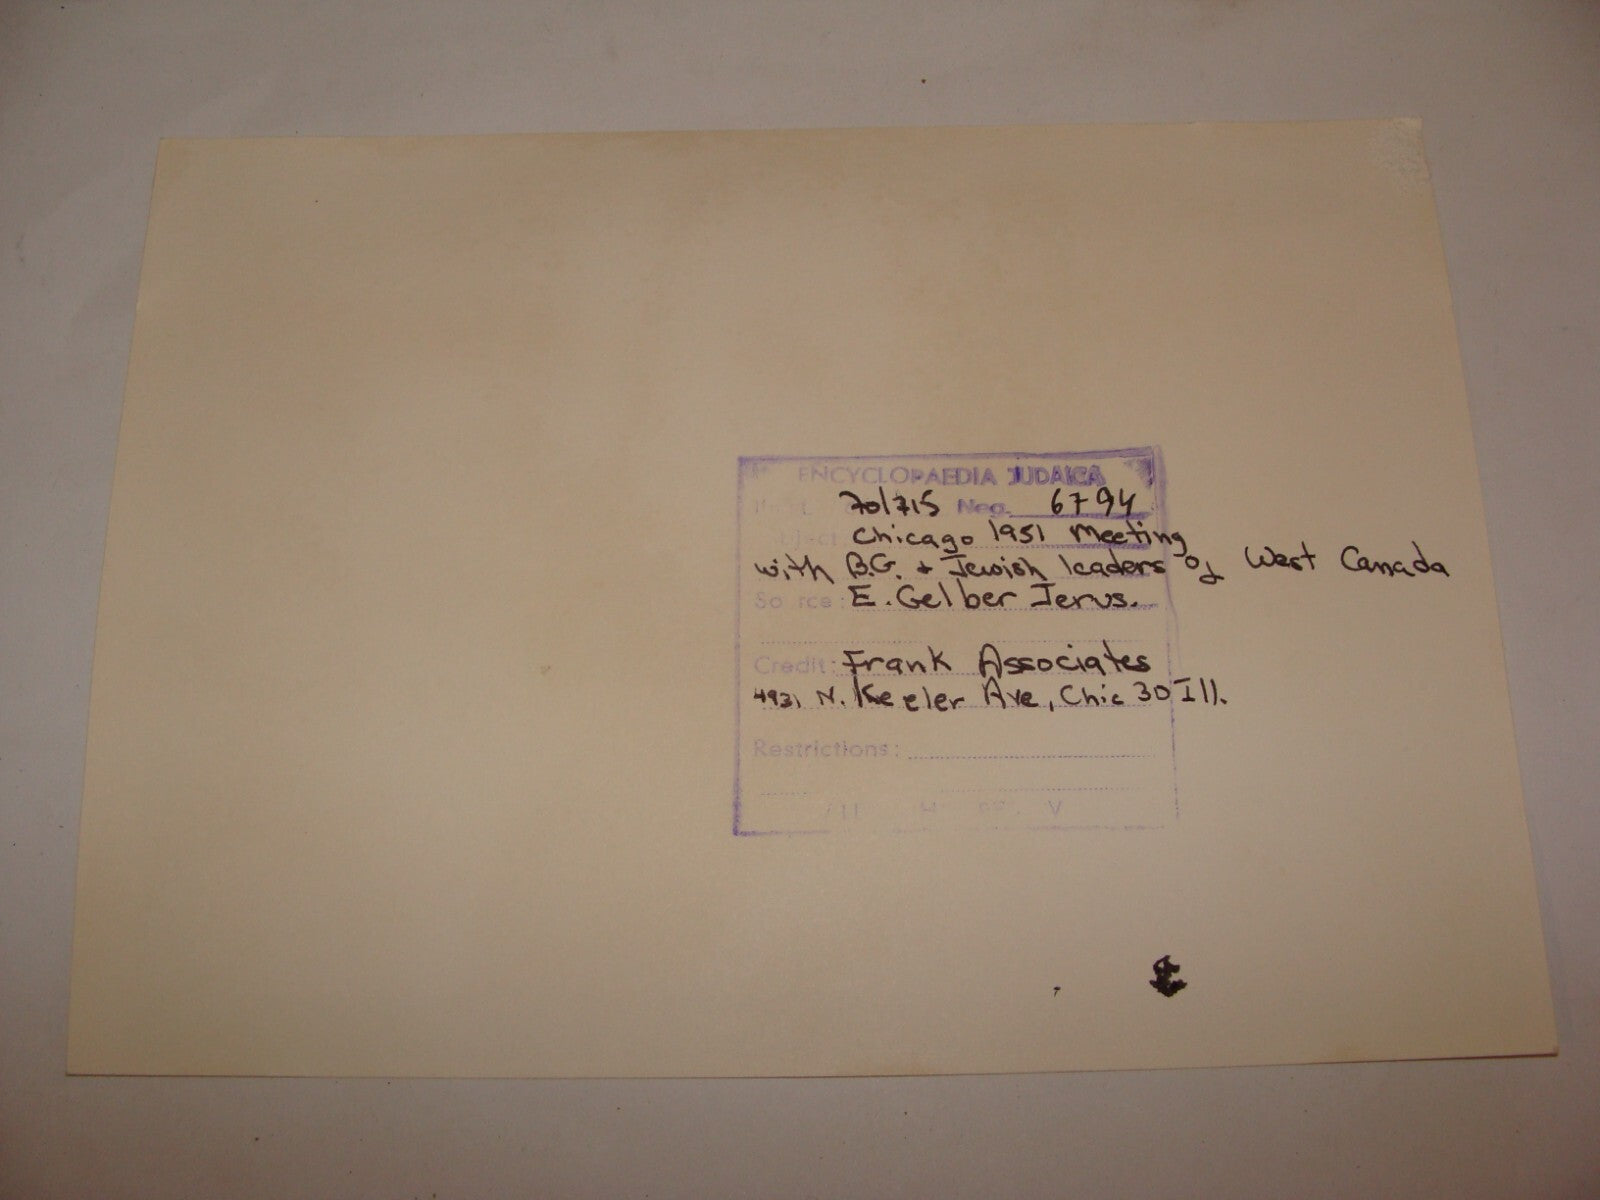 ENCYCLOPAEDIA JUDAICA
70/715 Neg. 6794
Chicago 1951 Meeting
with B.G. + Jewish leaders of West Canada
Source: E. Gelber Jerus.
Credit: Frank Associates
4931 N. Keeler Ave, Chic 30 Ill.
Restrictions: